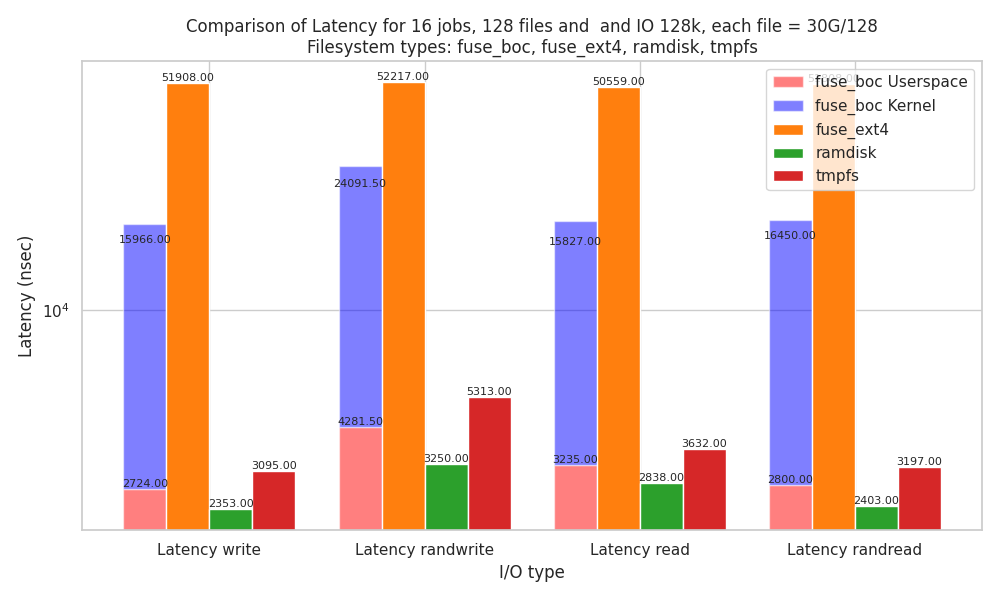 Comparison of Latency for 16 jobs, 128 files and  and IO 128k, each file = 30G/128
Filesystem types: fuse_boc, fuse_ext4, ramdisk, tmpfs
Latency (nsec)
10^4
51908.00
15966.00
2724.00
2353.00
3095.00
52217.00
24091.50
4281.50
3250.00
5313.00
50559.00
15827.00
3235.00
2838.00
3632.00
16450.00
2800.00
2403.00
3197.00
fuse_boc Userspace
fuse_boc Kernel
fuse_ext4
ramdisk
tmpfs
Latency write
Latency randwrite
Latency read
Latency randread
I/O type